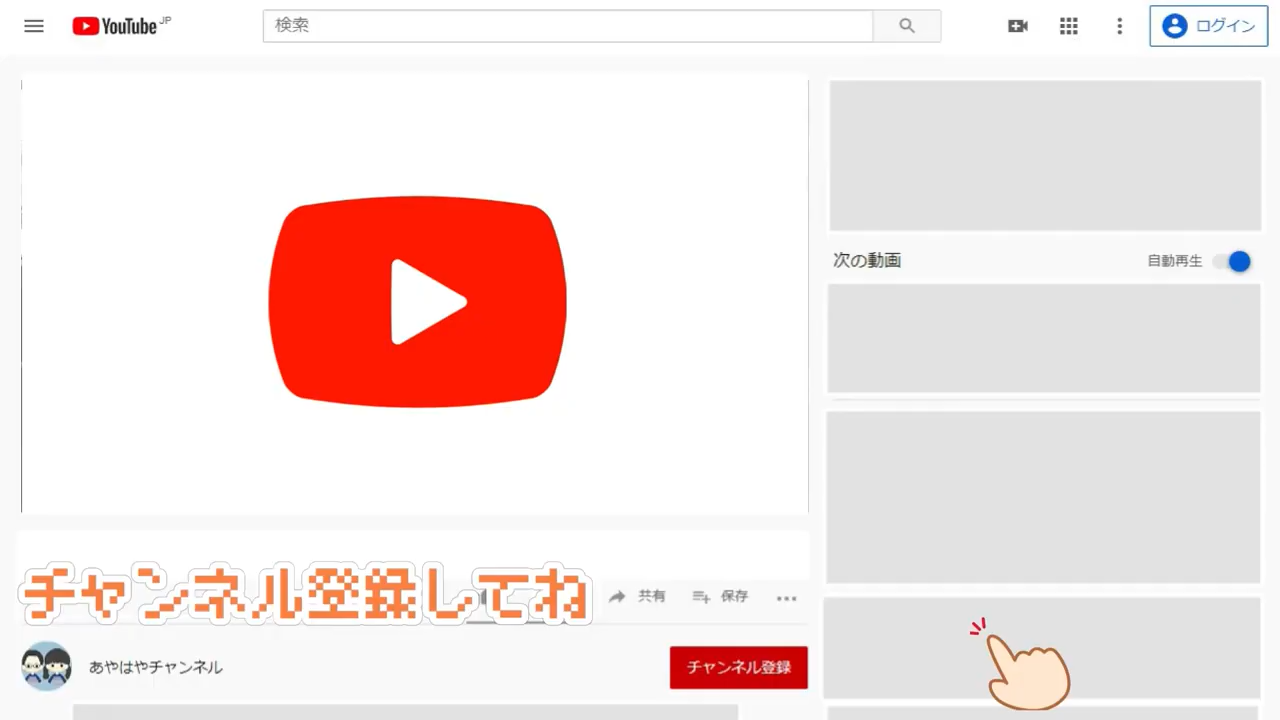 YouTube JP
検索
ログイン
次の動画
自動再生
チャンネル登録してね
共有
保存
あやはやチャンネル
チャンネル登録